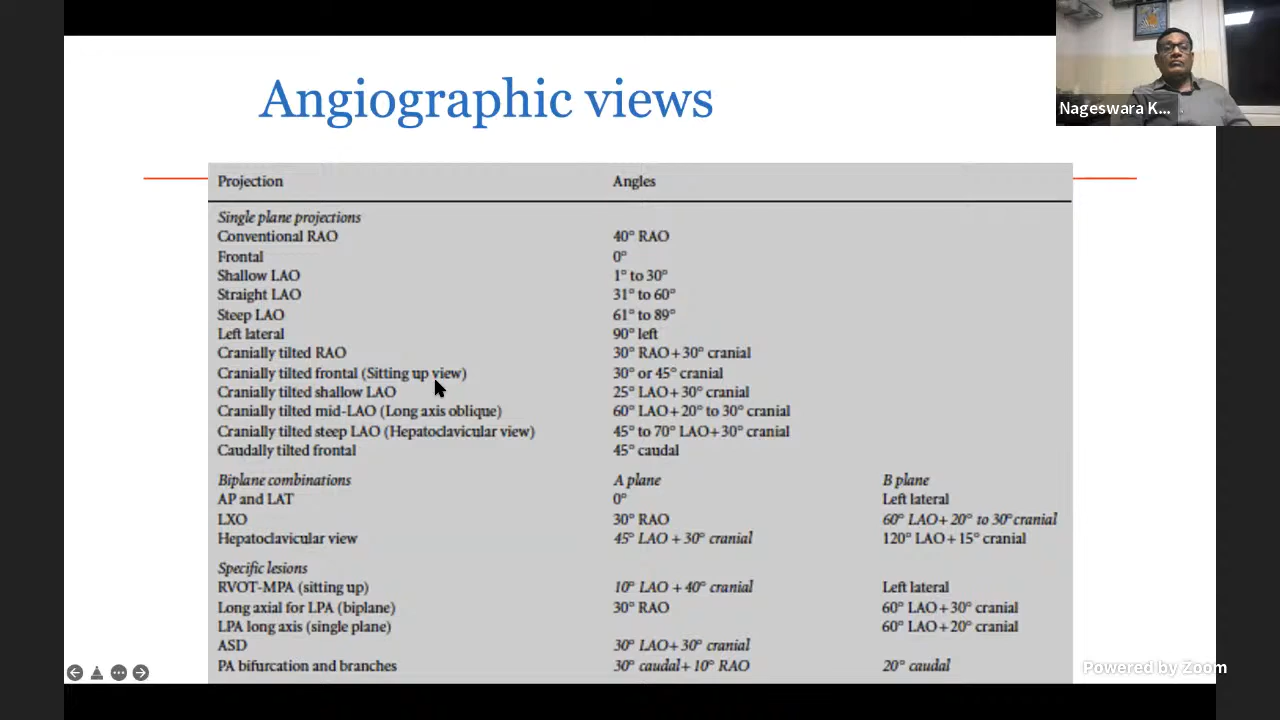 Angiographic views
Nageswara K...
Projection Angles
Single plane projections
Conventional RAO 40° RAO
Frontal 0°
Shallow LAO 1° to 30°
Straight LAO 31° to 60°
Steep LAO 61° to 89°
Left lateral 90° left
Cranially tilted RAO 30° RAO+30° cranial
Cranially tilted frontal (Sitting up view) 30° or 45° cranial
Cranially tilted shallow LAO 25° LAO+30° cranial
Cranially tilted mid-LAO (Long axis oblique) 60° LAO+20° to 30° cranial
Cranially tilted steep LAO (Hepatoclavicular view) 45° to 70° LAO+30° cranial
Caudally tilted frontal 45° caudal
Biplane combinations A plane B plane
AP and LAT 0° Left lateral
LXO 30° RAO 60° LAO+20° to 30°cranial
Hepatoclavicular view 45° LAO + 30° cranial 120° LAO+15° cranial
Specific lesions
RVOT-MPA (sitting up) 10° LAO + 40° cranial Left lateral
Long axial for LPA (biplane) 30° RAO 60° LAO+30° cranial
LPA long axis (single plane) 60° LAO+20° cranial
ASD 30° LAO+30° cranial
PA bifurcation and branches 30° caudal+10° RAO 20° caudal
Powered by Zoom